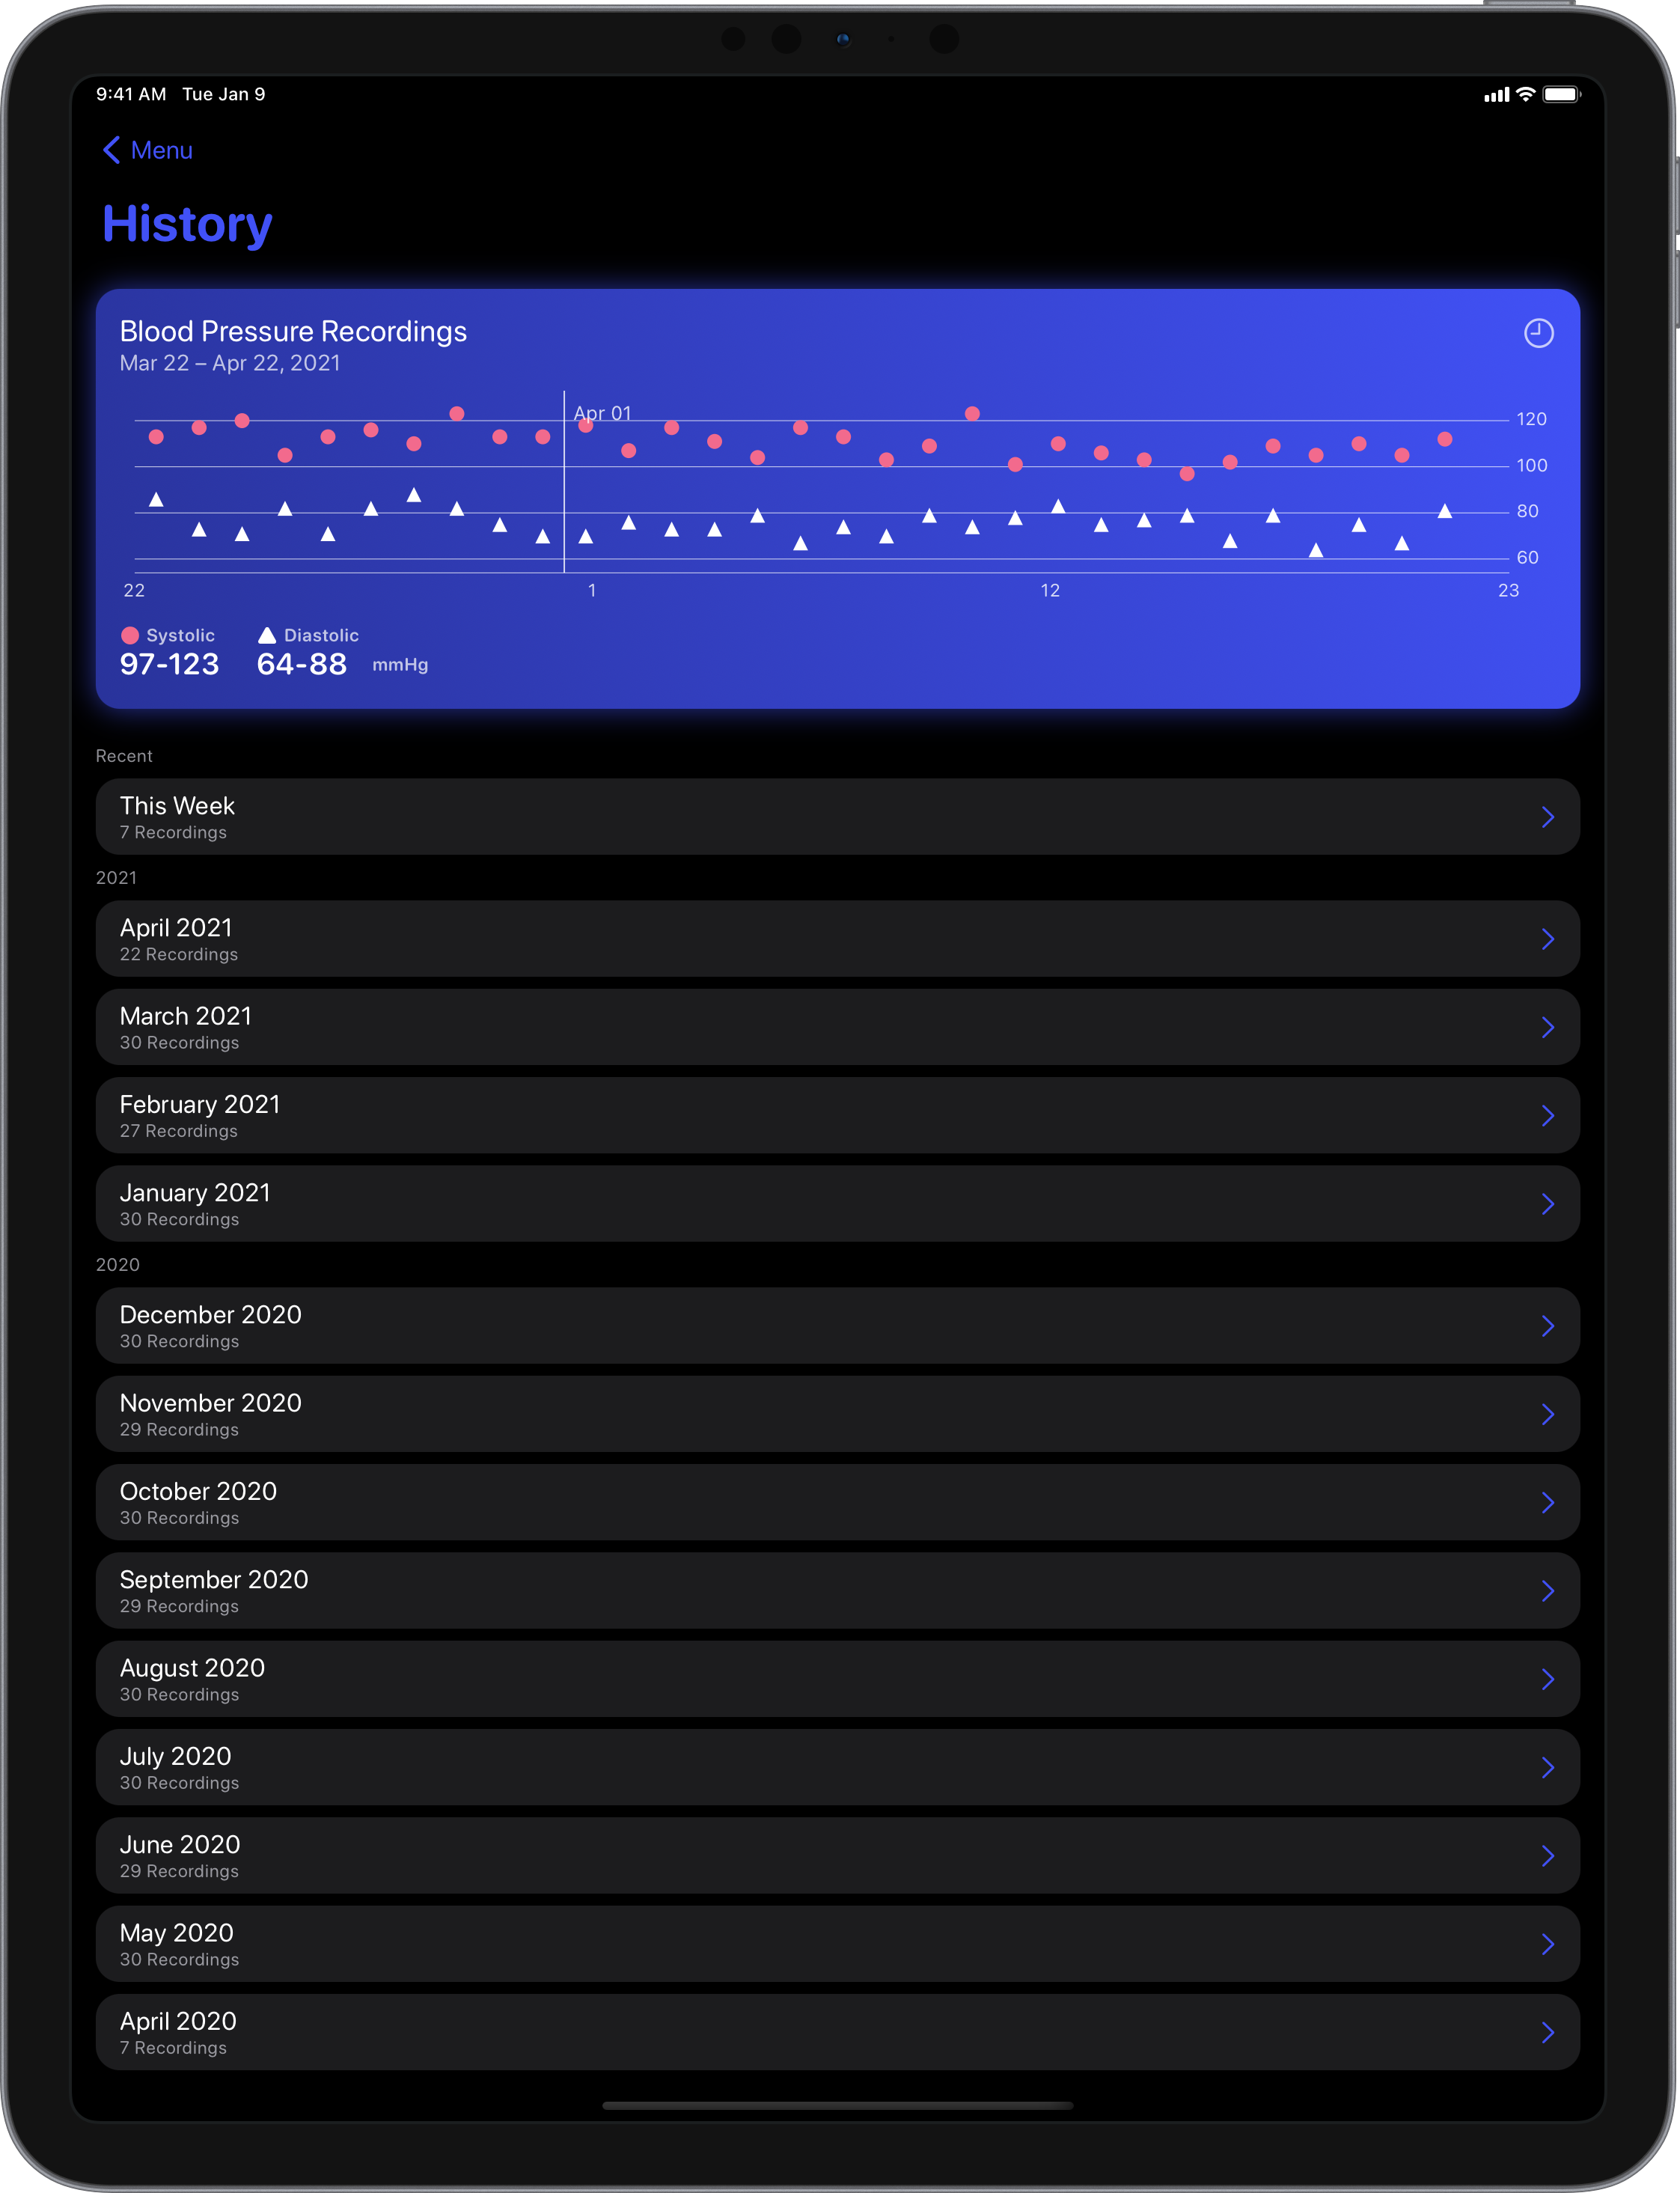 9:41 AM Tue Jan 9
Menu
History
Blood Pressure Recordings
Mar 22 – Apr 22, 2021
Apr 01
120
100
80
60
22 1 12 23
Systolic Diastolic
97-123 64-88 mmHg
Recent
This Week
7 Recordings
2021
April 2021
22 Recordings
March 2021
30 Recordings
February 2021
27 Recordings
January 2021
30 Recordings
2020
December 2020
30 Recordings
November 2020
29 Recordings
October 2020
30 Recordings
September 2020
29 Recordings
August 2020
30 Recordings
July 2020
30 Recordings
June 2020
29 Recordings
May 2020
30 Recordings
April 2020
7 Recordings